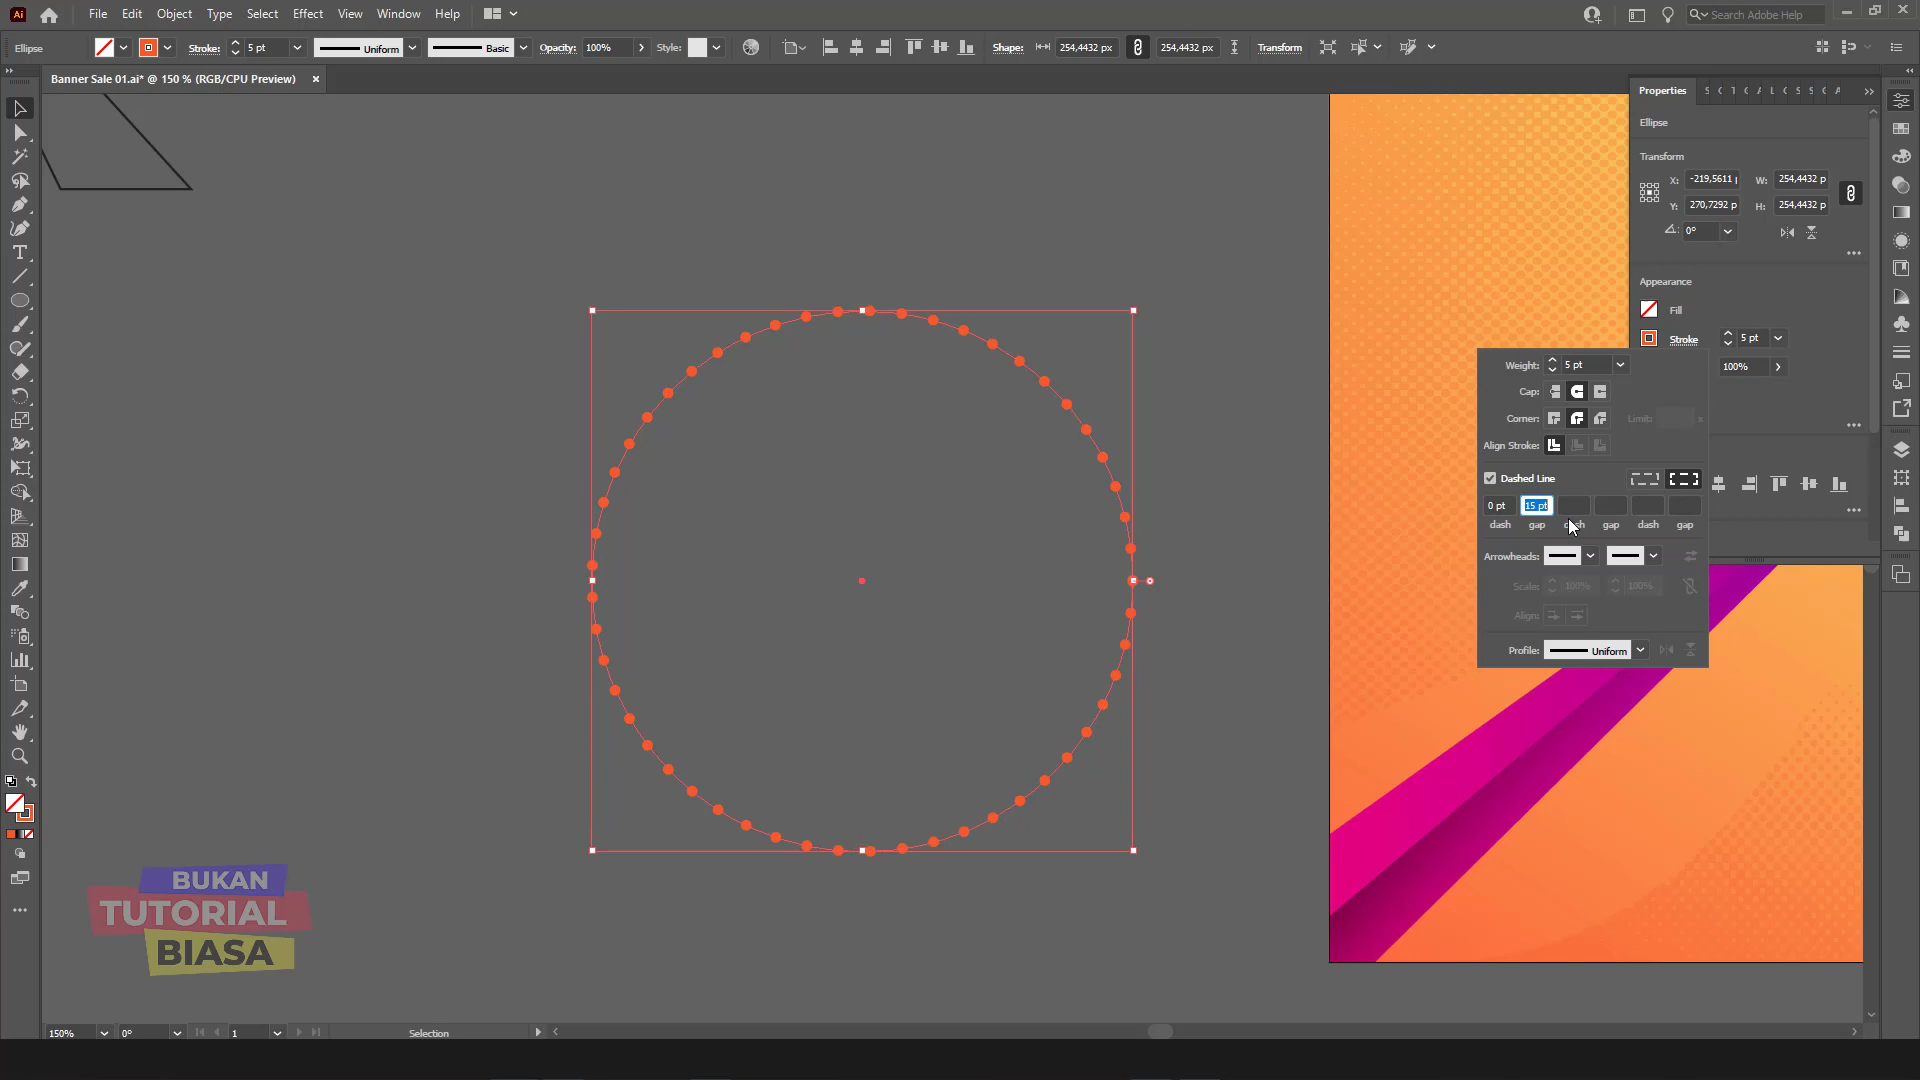 Ai File Edit Object Type Select Effect View Window Help Search Adobe Help
Ellipse Stroke: 5 pt Uniform Basic Opacity: 100% Style: Shape: 254,4432 px 254,4432 px Transform
Banner Sale 01.ai* @ 150 % (RGB/CPU Preview) ×
Properties S C T G A L C S S C A
Ellipse
Transform
X: -219,5611 W: 254,4432 p
Y: 270,7292 p H: 254,4432 p
0°
Appearance
Fill
Stroke 5 pt
100%
Weight: 5 pt
Cap:
Corner: Limit: x
Align Stroke:
Dashed Line
0 pt 15 pt
dash gap dash gap dash gap
Arrowheads:
Scale: 100% 100%
Align:
Profile: Uniform
BUKAN
TUTORIAL
BIASA
150% 0° 1 Selection